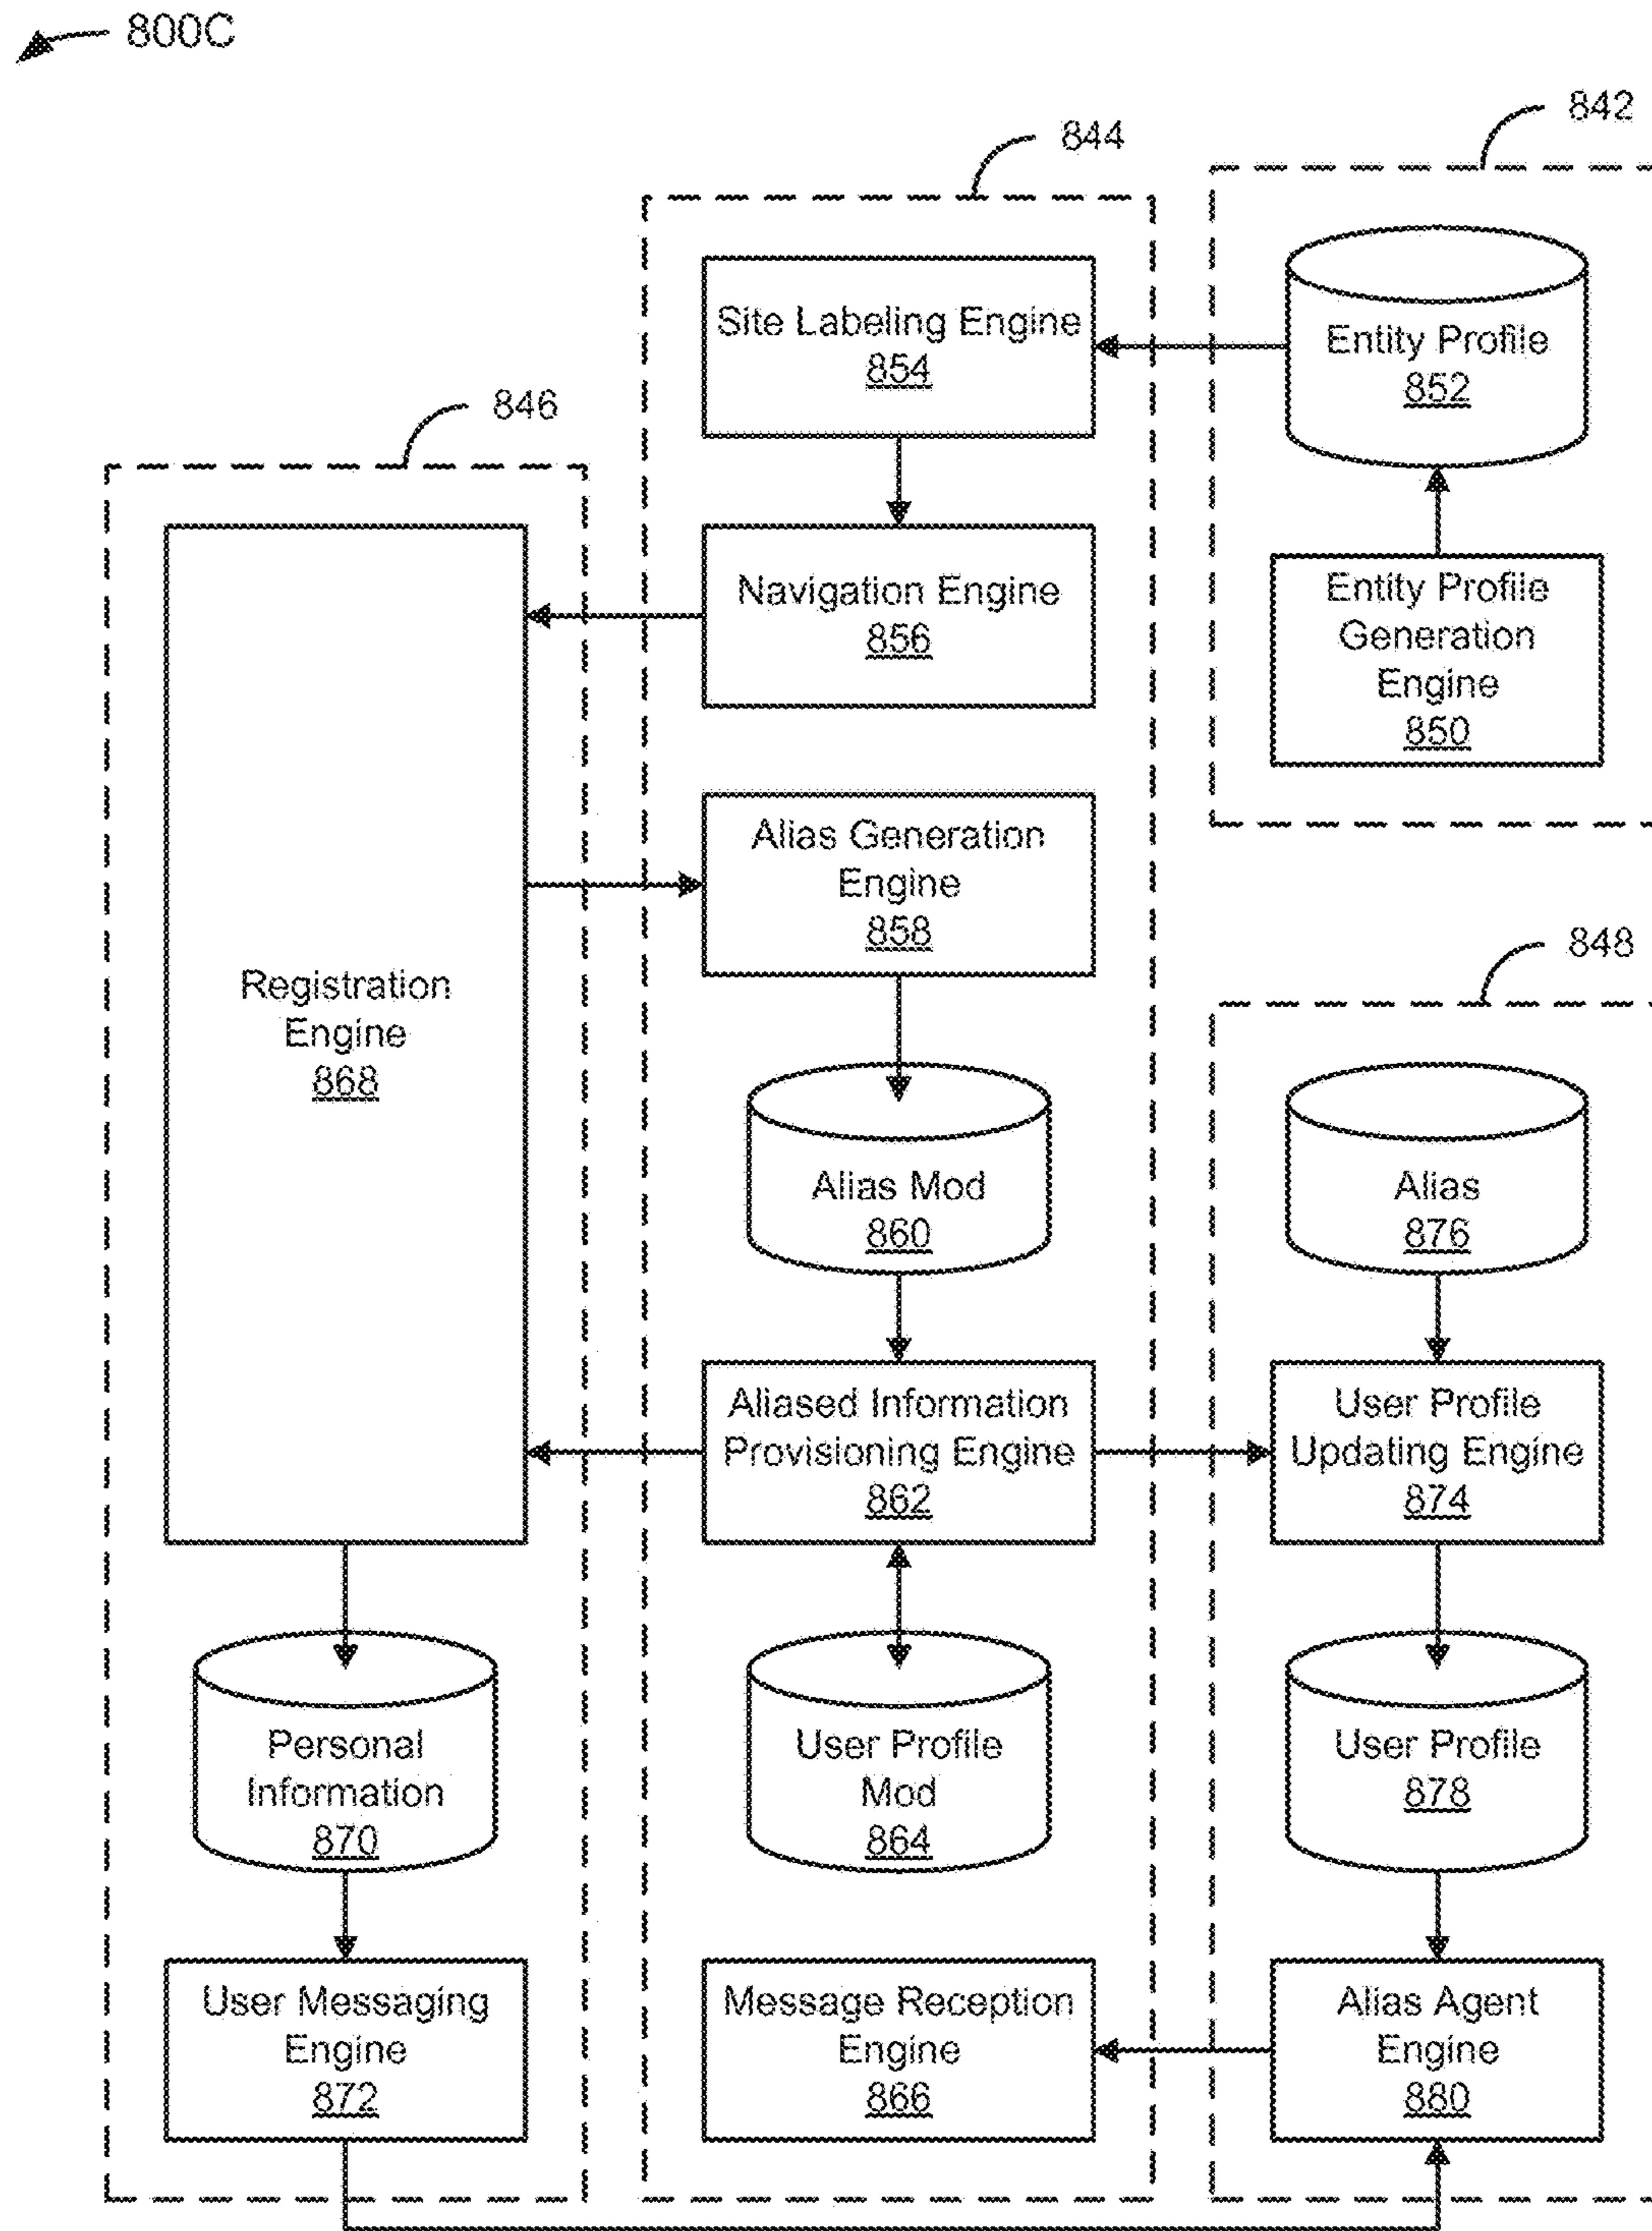 800C
842
844
Site Labeling Engine
854
Entity Profile
852
846
Navigation Engine
856
Entity Profile
Generation
Engine
850
Alias Generation
Engine
858
848
Registration
Engine
868
Alias Mod
860
Alias
876
Aliased Information
Provisioning Engine
862
User Profile
Updating Engine
874
Personal
Information
870
User Profile
Mod
864
User Profile
878
User Messaging
Engine
872
Message Reception
Engine
866
Alias Agent
Engine
880